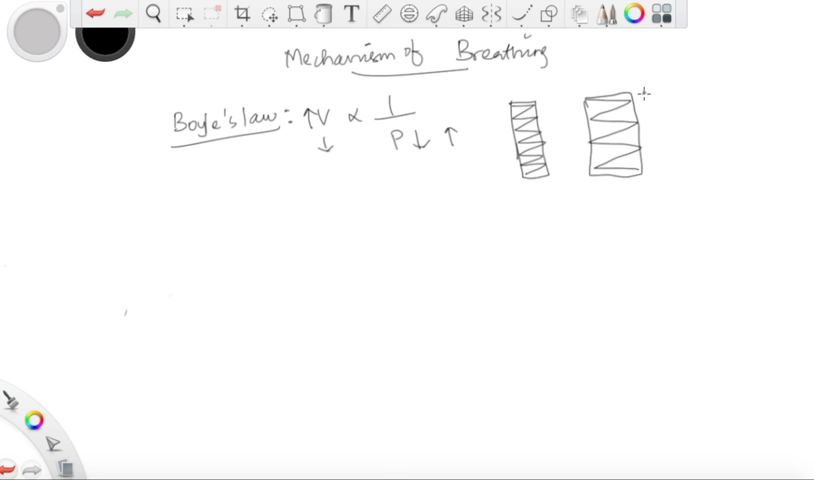 Mechanism of Breathing
Boyle's law: ↑V ∝ 1
↓ P ↓ ↑